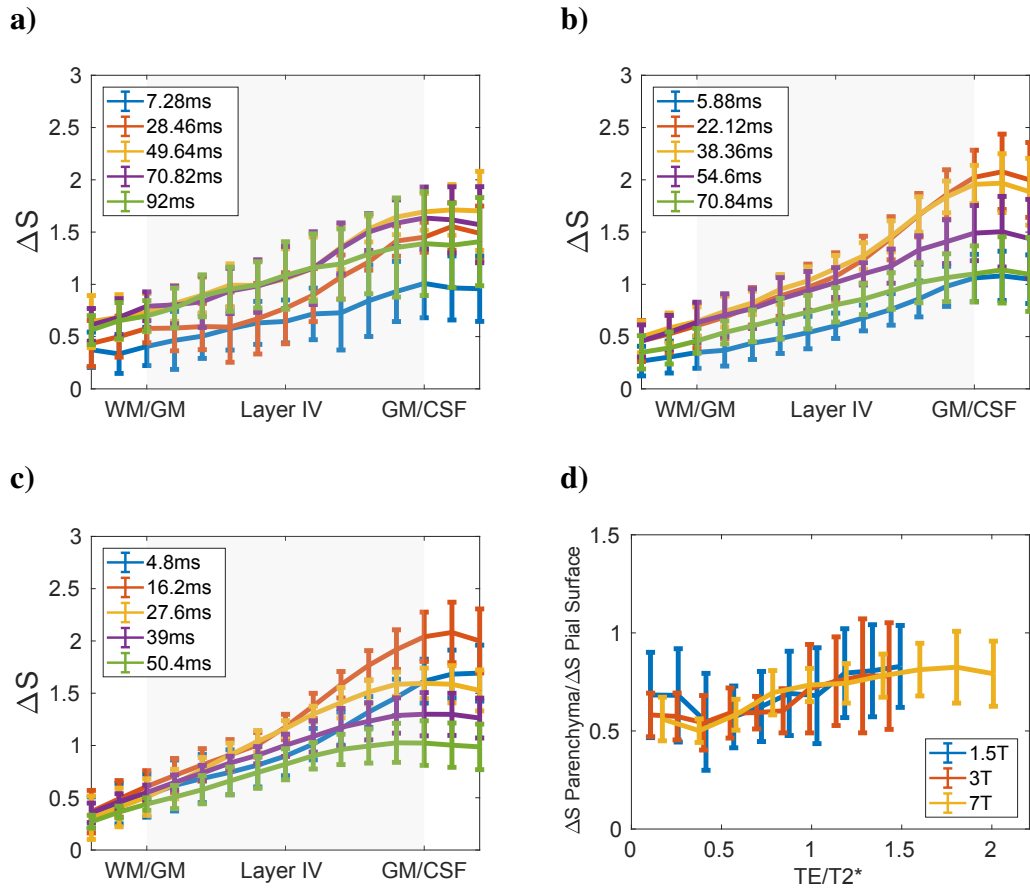 a)
3
2.5
2
1.5
1
0.5
0
ΔS
7.28ms
28.46ms
49.64ms
70.82ms
92ms
WM/GM Layer IV GM/CSF
b)
3
2.5
2
1.5
1
0.5
0
ΔS
5.88ms
22.12ms
38.36ms
54.6ms
70.84ms
WM/GM Layer IV GM/CSF
c)
3
2.5
2
1.5
1
0.5
0
ΔS
4.8ms
16.2ms
27.6ms
39ms
50.4ms
WM/GM Layer IV GM/CSF
d)
1.5
1
0.5
0
ΔS Parenchyma/ΔS Pial Surface
1.5T
3T
7T
0 0.5 1 1.5 2
TE/T2*